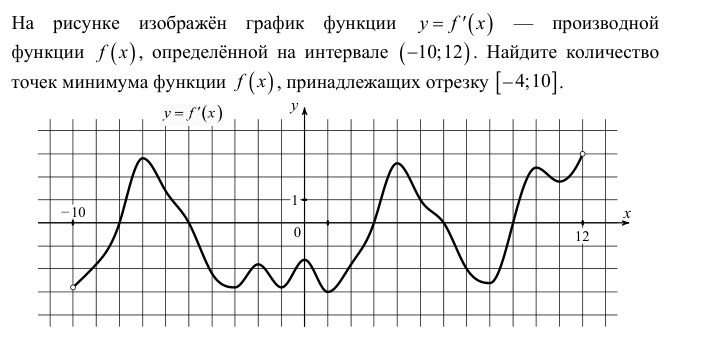 На рисунке изображён график функции y = f ′(x) — производной
функции f (x), определённой на интервале (−10;12). Найдите количество
точек минимума функции f (x), принадлежащих отрезку [−4;10].
y = f ′(x)
y
−10
1
x
0
12